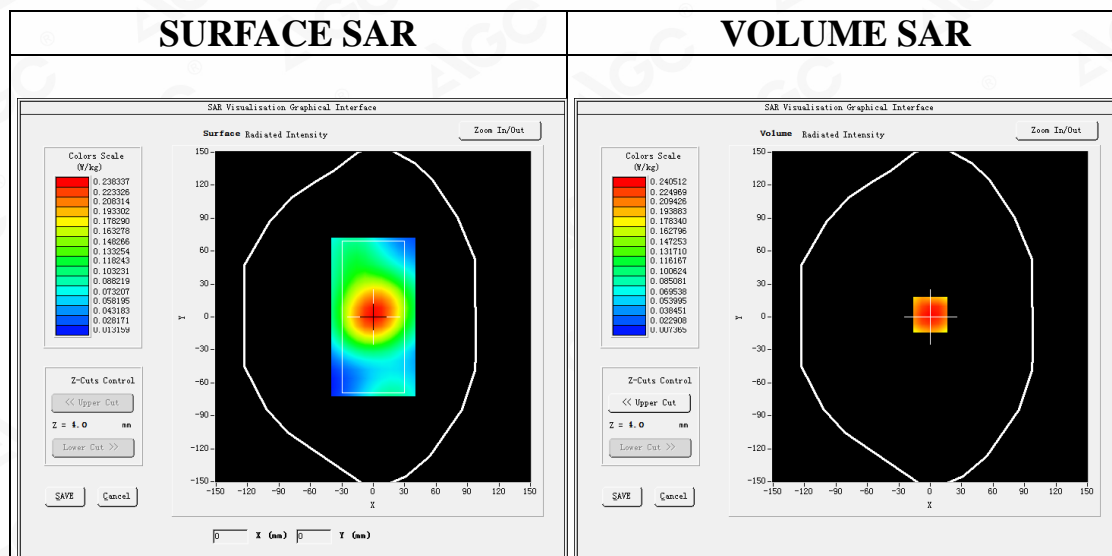 SURFACE SAR
SAR Visualisation Graphical Interface
Surface Radiated Intensity
Zoom In/Out
Colors Scale
(W/kg)
0.238337
0.223326
0.208314
0.193302
0.178290
0.163278
0.148266
0.133254
0.118243
0.103231
0.088219
0.073207
0.058195
0.043183
0.028171
0.013159
150
120
90
60
30
0
-30
-60
-90
-120
-150
Y
-150 -120 -90 -60 -30 0 30 60 90 120 150
X
Z-Cuts Control
<< Upper Cut
Z = 4.0 mm
Lower Cut >>
SAVE Cancel
0 X (mm) 0 Y (mm)
VOLUME SAR
SAR Visualisation Graphical Interface
Volume Radiated Intensity
Zoom In/Out
Colors Scale
(W/kg)
0.240512
0.224969
0.209426
0.193883
0.178340
0.162796
0.147253
0.131710
0.116167
0.100624
0.085081
0.069538
0.053995
0.038451
0.022908
0.007365
150
120
90
60
30
0
-30
-60
-90
-120
-150
Y
-150 -120 -90 -60 -30 0 30 60 90 120 150
X
Z-Cuts Control
<< Upper Cut
Z = 4.0 mm
Lower Cut >>
SAVE Cancel
AGC